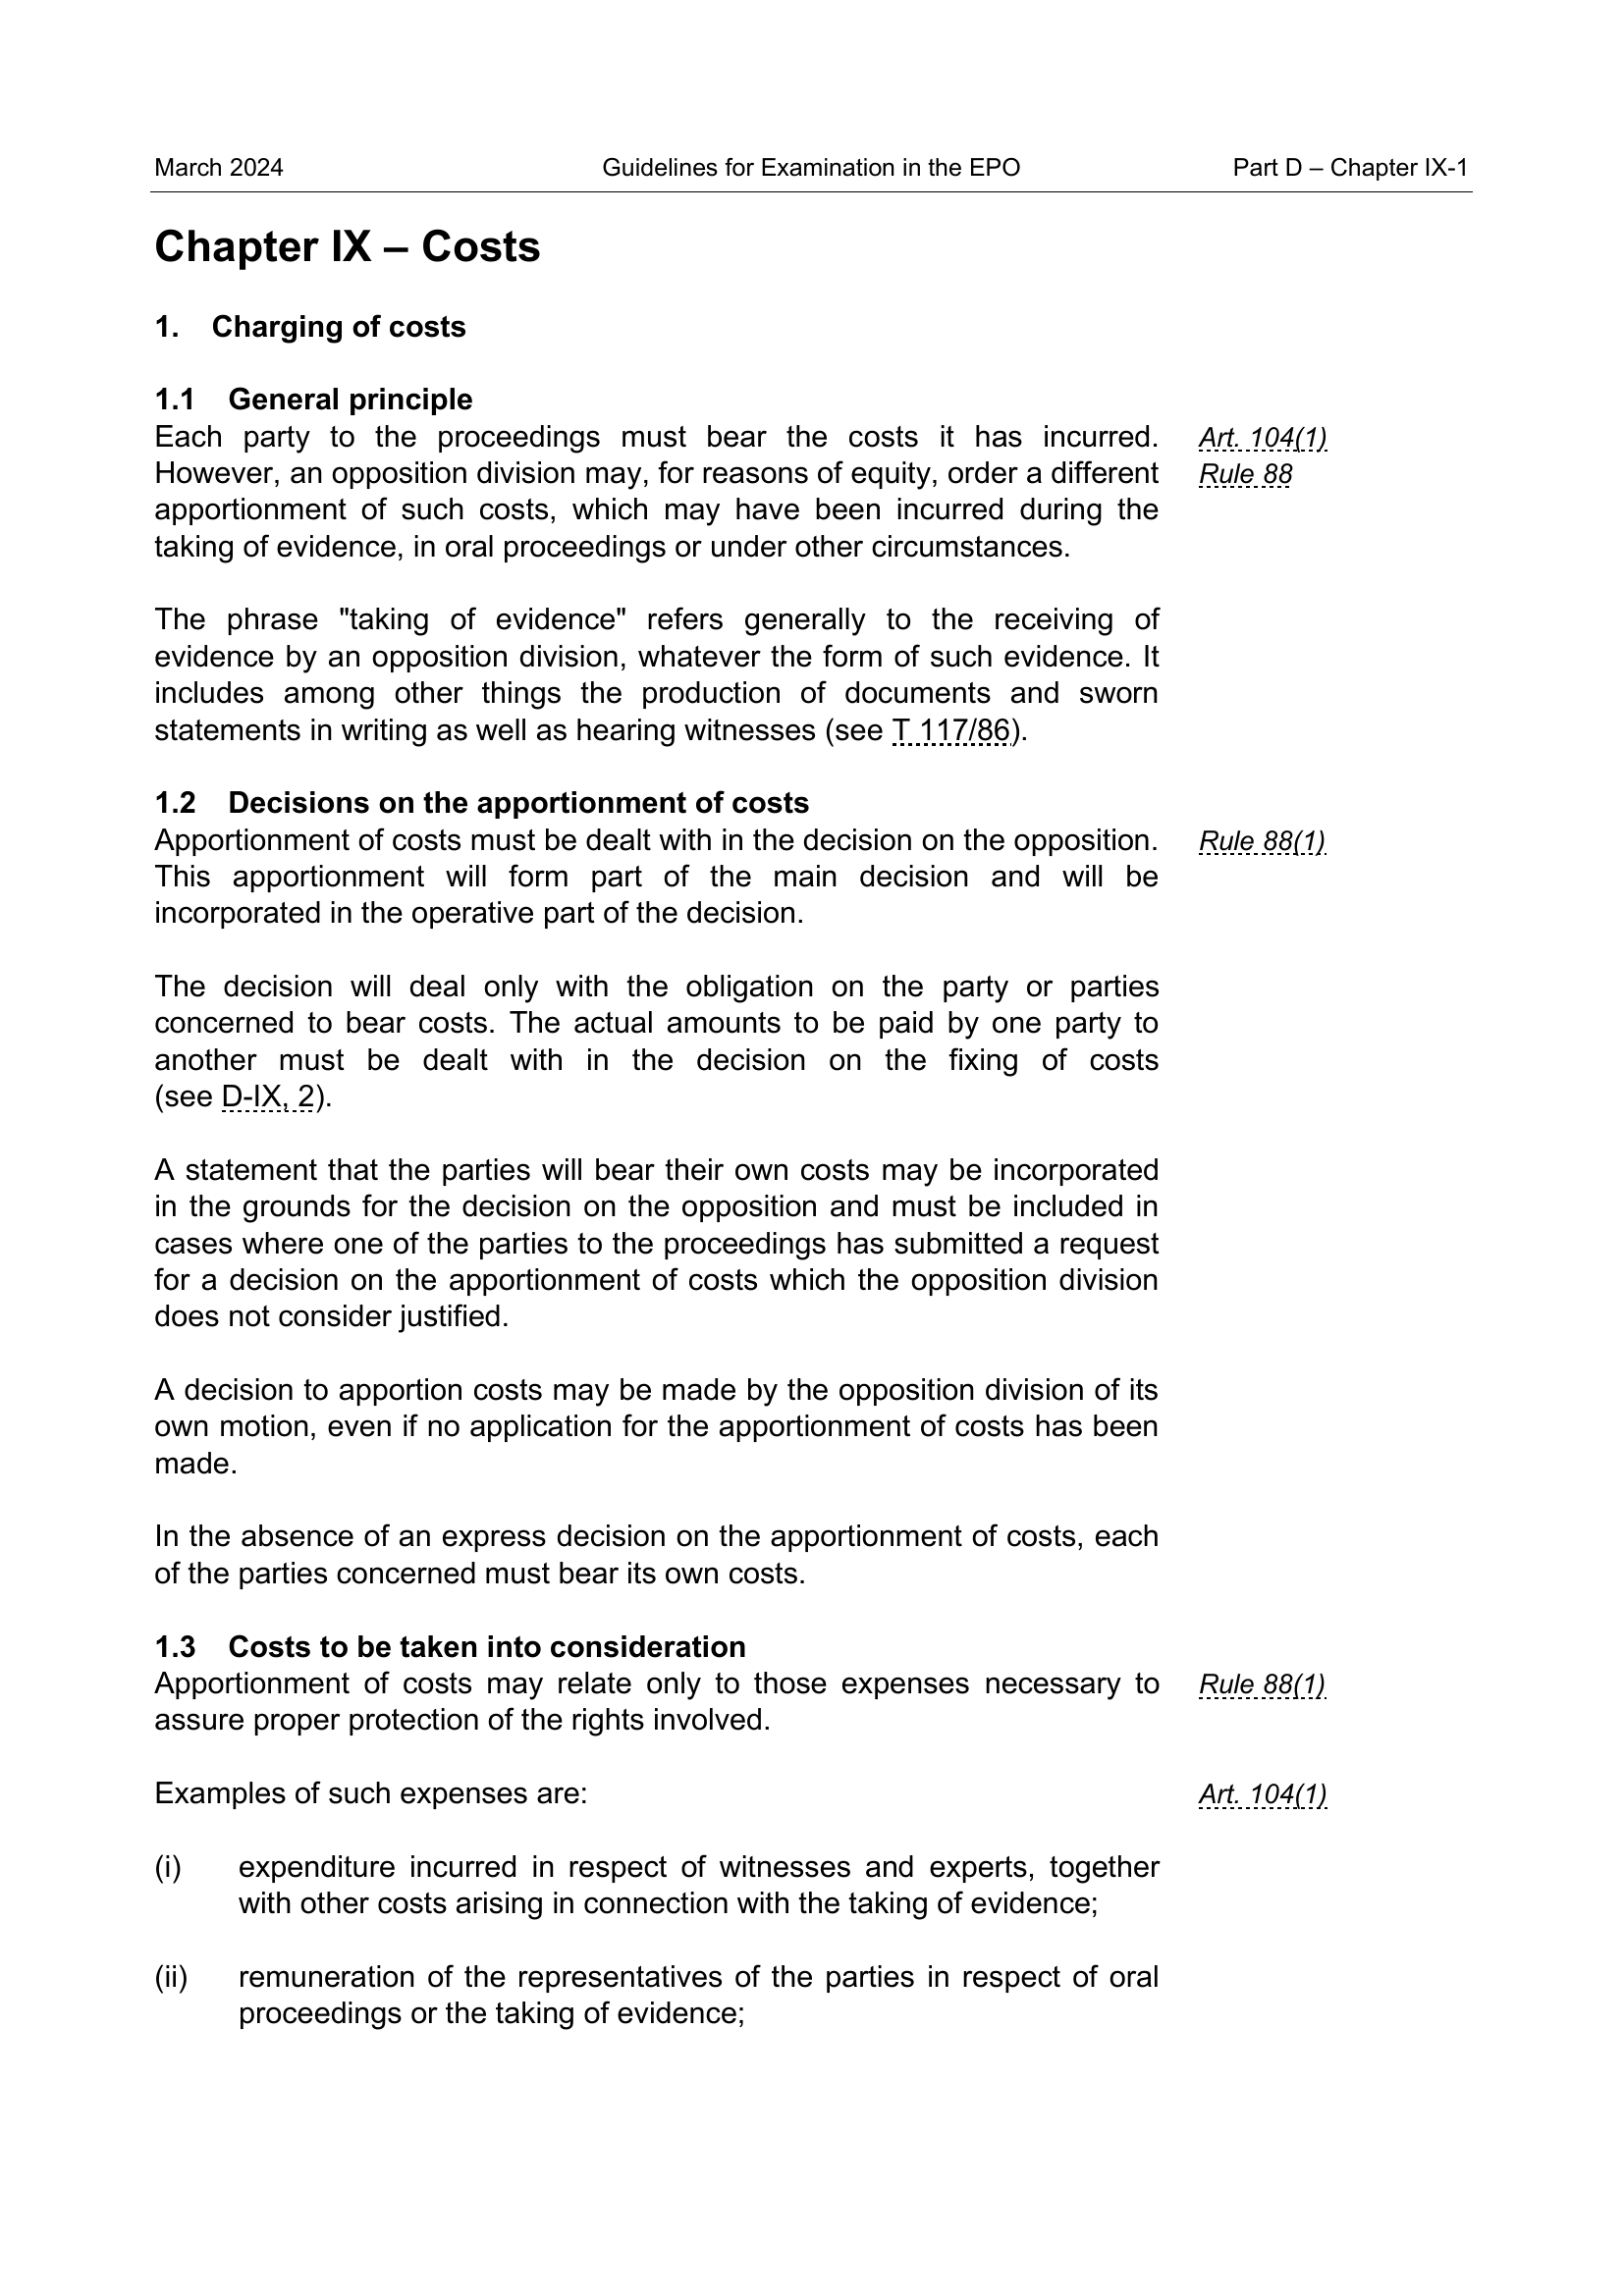 March 2024 Guidelines for Examination in the EPO Part D – Chapter IX-1
Chapter IX – Costs
1. Charging of costs
1.1 General principle
Each party to the proceedings must bear the costs it has incurred. Art. 104(1)
However, an opposition division may, for reasons of equity, order a different Rule 88
apportionment of such costs, which may have been incurred during the
taking of evidence, in oral proceedings or under other circumstances.
The phrase "taking of evidence" refers generally to the receiving of
evidence by an opposition division, whatever the form of such evidence. It
includes among other things the production of documents and sworn
statements in writing as well as hearing witnesses (see T 117/86).
1.2 Decisions on the apportionment of costs
Apportionment of costs must be dealt with in the decision on the opposition. Rule 88(1)
This apportionment will form part of the main decision and will be
incorporated in the operative part of the decision.
The decision will deal only with the obligation on the party or parties
concerned to bear costs. The actual amounts to be paid by one party to
another must be dealt with in the decision on the fixing of costs
(see D-IX, 2).
A statement that the parties will bear their own costs may be incorporated
in the grounds for the decision on the opposition and must be included in
cases where one of the parties to the proceedings has submitted a request
for a decision on the apportionment of costs which the opposition division
does not consider justified.
A decision to apportion costs may be made by the opposition division of its
own motion, even if no application for the apportionment of costs has been
made.
In the absence of an express decision on the apportionment of costs, each
of the parties concerned must bear its own costs.
1.3 Costs to be taken into consideration
Apportionment of costs may relate only to those expenses necessary to Rule 88(1)
assure proper protection of the rights involved.
Examples of such expenses are: Art. 104(1)
(i) expenditure incurred in respect of witnesses and experts, together
with other costs arising in connection with the taking of evidence;
(ii) remuneration of the representatives of the parties in respect of oral
proceedings or the taking of evidence;